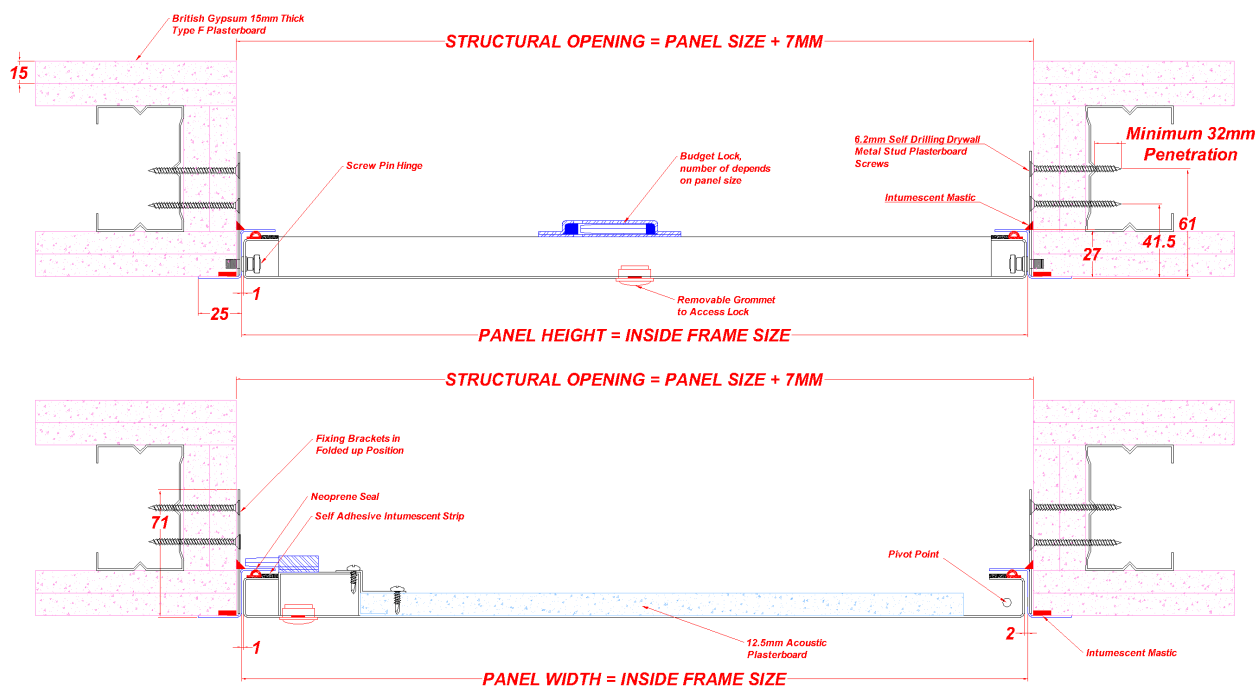 British Gypsum 15mm Thick
Type F Plasterboard
STRUCTURAL OPENING = PANEL SIZE + 7MM
15
6.2mm Self Drilling Drywall
Metal Stud Plasterboard
Screws
Minimum 32mm
Penetration
Screw Pin Hinge
Budget Lock,
number of depends
on panel size
Intumescent Mastic
61
41.5
27
1
25
Removable Grommet
to Access Lock
PANEL HEIGHT = INSIDE FRAME SIZE
STRUCTURAL OPENING = PANEL SIZE + 7MM
Fixing Brackets in
Folded up Position
Neoprene Seal
Self Adhesive Intumescent Strip
71
Pivot Point
1
12.5mm Acoustic
Plasterboard
2
Intumescent Mastic
PANEL WIDTH = INSIDE FRAME SIZE